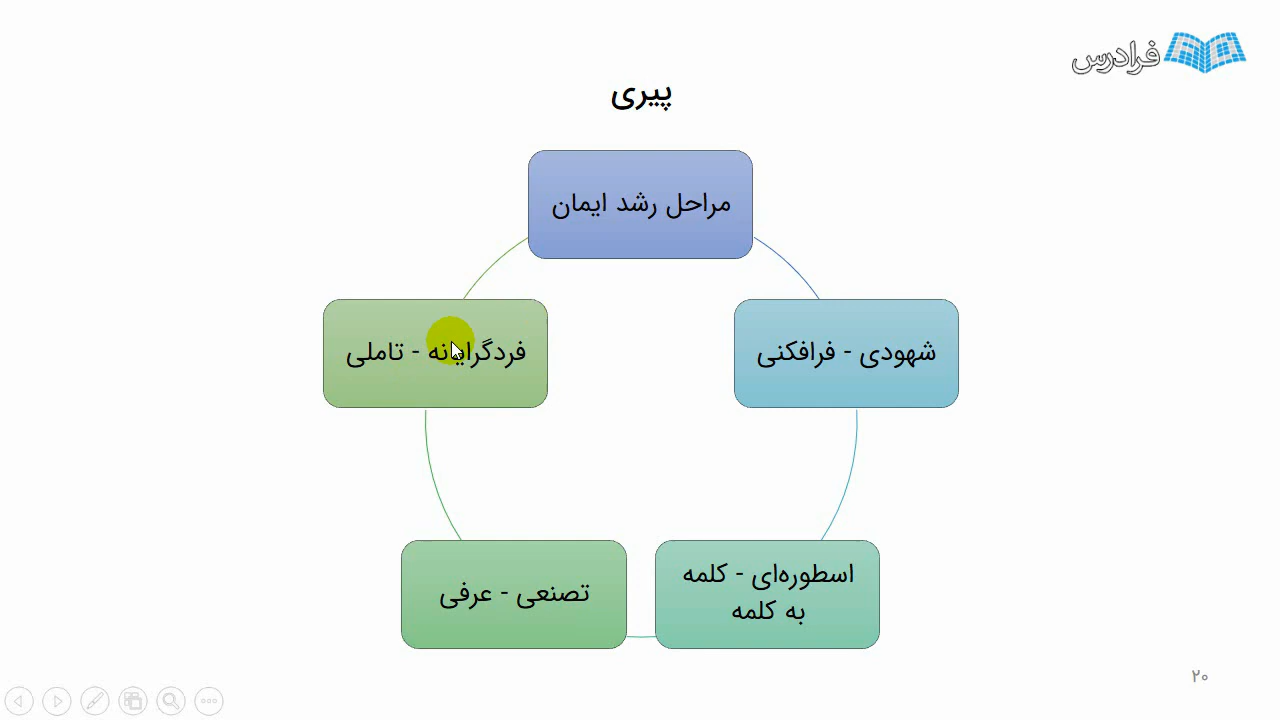 فرادرس
پیری
مراحل رشد ایمان
شهودی - فرافکنی
اسطوره‌ای - کلمه
به کلمه
تصنعی - عرفی
فردگرایانه - تاملی
۲۰